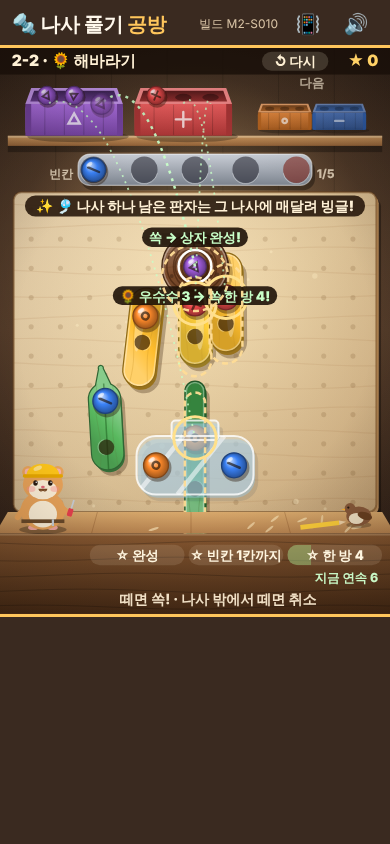 나사 풀기 공방
빌드 M2-S010
2-2 · 해바라기
다시
★ 0
다음
빈칸
1/5
나사 하나 남은 판자는 그 나사에 매달려 빙글!
쏙 → 상자 완성!
우수수 3 → 쏙 한 방 4!
☆ 완성
☆ 빈칸 1칸까지
☆ 한 방 4
지금 연속 6
떼면 쏙! · 나사 밖에서 떼면 취소